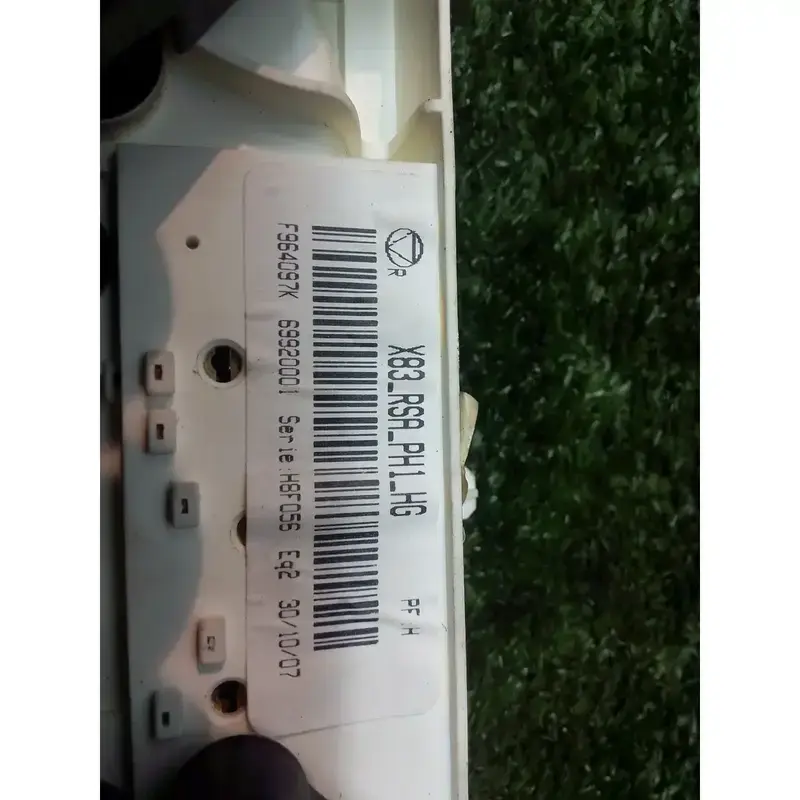 R
X83_RSA_PH1_HG
PF:H
F964097K 69920001 Serie:H8F056 Eq2 30/10/07